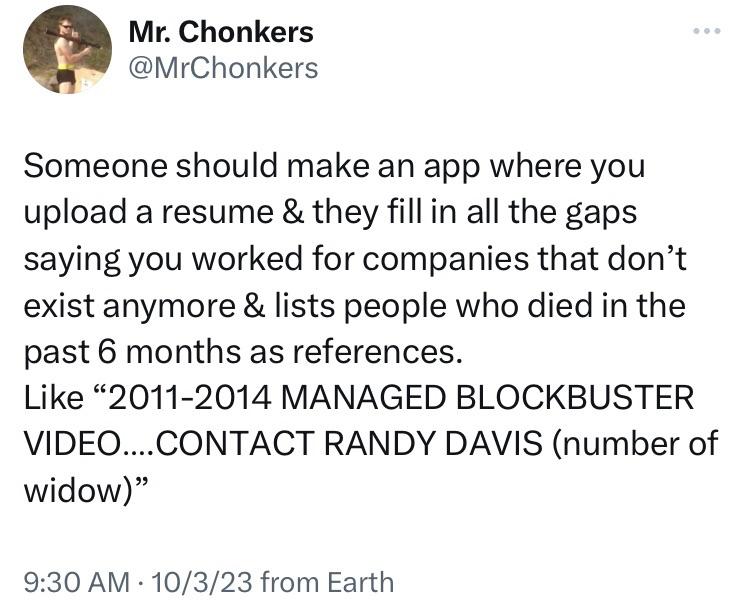 Mr. Chonkers
@MrChonkers
Someone should make an app where you
upload a resume & they fill in all the gaps
saying you worked for companies that don’t
exist anymore & lists people who died in the
past 6 months as references.
Like “2011-2014 MANAGED BLOCKBUSTER
VIDEO....CONTACT RANDY DAVIS (number of
widow)”
9:30 AM · 10/3/23 from Earth